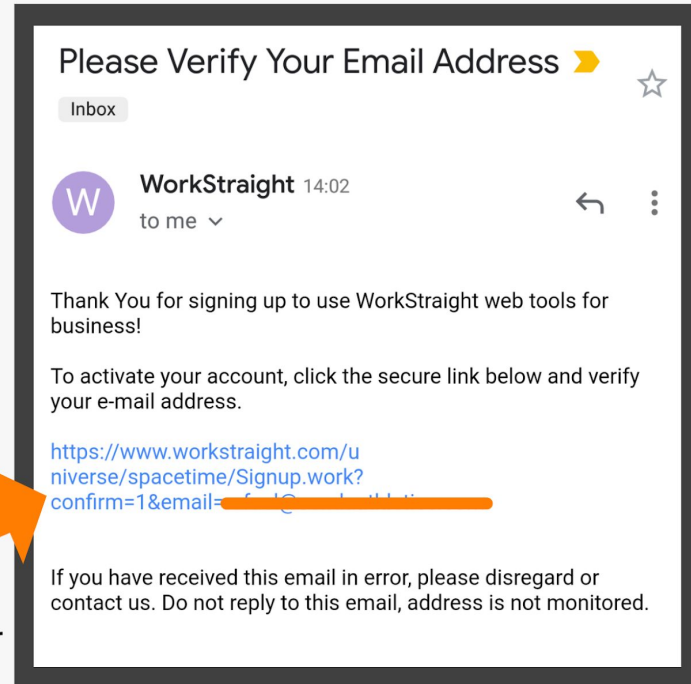 Please Verify Your Email Address
Inbox
W
WorkStraight 14:02
to me
Thank You for signing up to use WorkStraight web tools for
business!
To activate your account, click the secure link below and verify
your e-mail address.
https://www.workstraight.com/u
niverse/spacetime/Signup.work?
confirm=1&email=
If you have received this email in error, please disregard or
contact us. Do not reply to this email, address is not monitored.